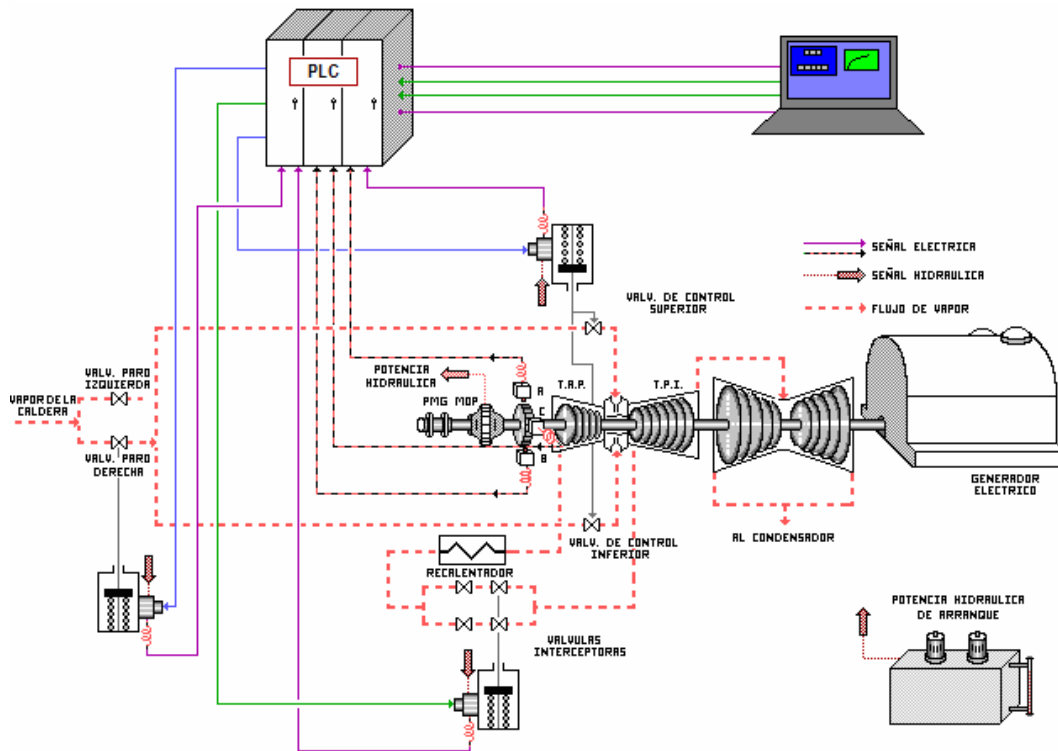 PLC
SEÑAL ELECTRICA
SEÑAL HIDRAULICA
FLUJO DE VAPOR
VALV. DE CONTROL
SUPERIOR
VALV. PARO
IZQUIERDA
VAPOR DE LA
CALDERA
VALV. PARO
DERECHA
POTENCIA
HIDRAULICA
PMG MOP
A
C
B
T.A.P.
T.P.I.
GENERADOR
ELECTRICO
VALV. DE CONTROL
INFERIOR
AL CONDENSADOR
RECALENTADOR
VALVULAS
INTERCEPTORAS
POTENCIA HIDRAULICA
DE ARRANQUE